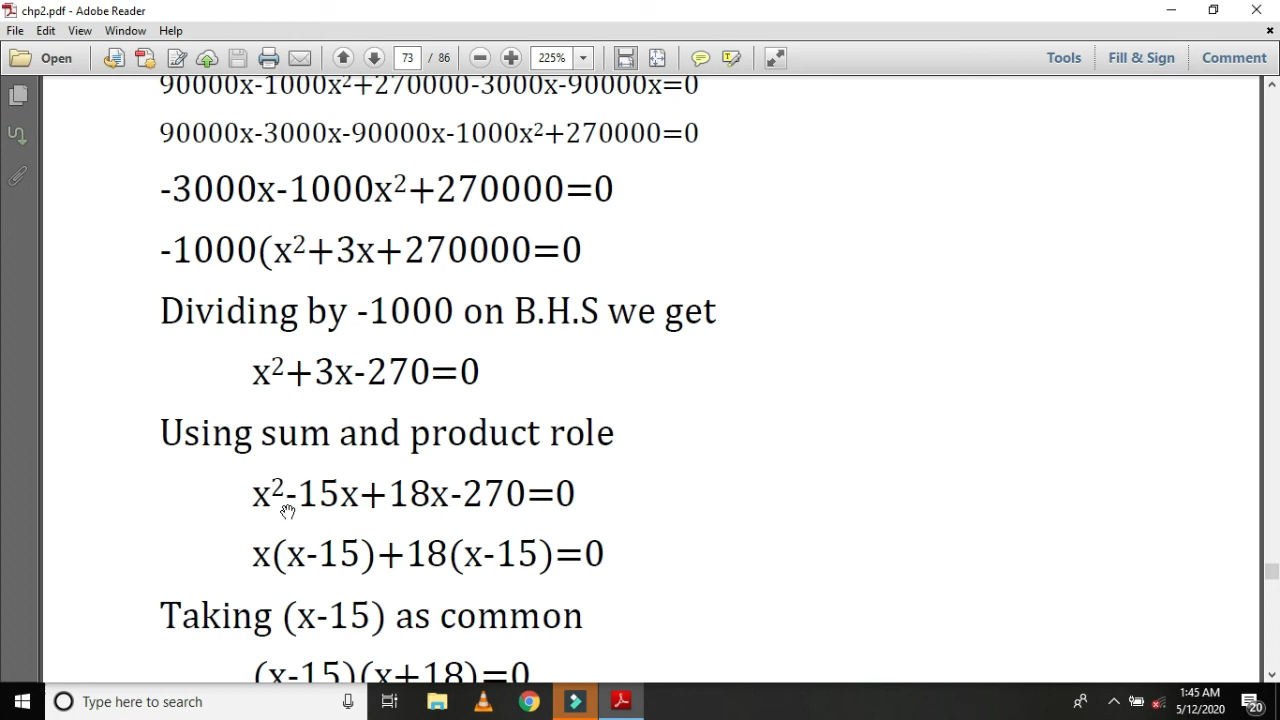 chp2.pdf - Adobe Reader
File Edit View Window Help
Open 73 / 86 225% Tools Fill & Sign Comment
90000x-1000x²+270000-3000x-90000x=0
90000x-3000x-90000x-1000x²+270000=0
-3000x-1000x²+270000=0
-1000(x²+3x+270000=0
Dividing by -1000 on B.H.S we get
x²+3x-270=0
Using sum and product role
x²-15x+18x-270=0
x(x-15)+18(x-15)=0
Taking (x-15) as common
(x-15)(x+18)=0
Type here to search
1:45 AM
5/12/2020
20